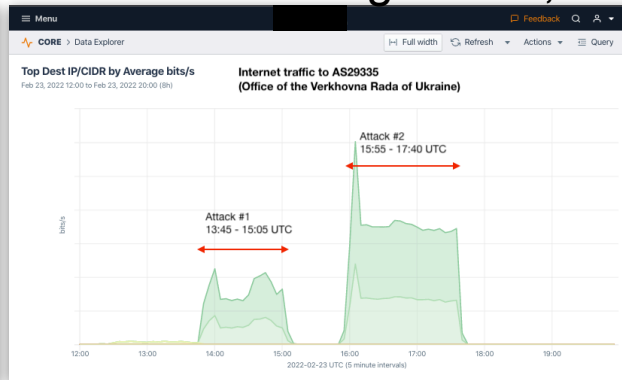 Menu
Feedback
CORE > Data Explorer
Full width
Refresh
Actions
Query
Top Dest IP/CIDR by Average bits/s
Feb 23, 2022 12:00 to Feb 23, 2022 20:00 (8h)
Internet traffic to AS29335
(Office of the Verkhovna Rada of Ukraine)
Attack #2
15:55 - 17:40 UTC
Attack #1
13:45 - 15:05 UTC
bits/s
12:00
13:00
14:00
15:00
16:00
17:00
18:00
19:00
2022-02-23 UTC (5 minute intervals)